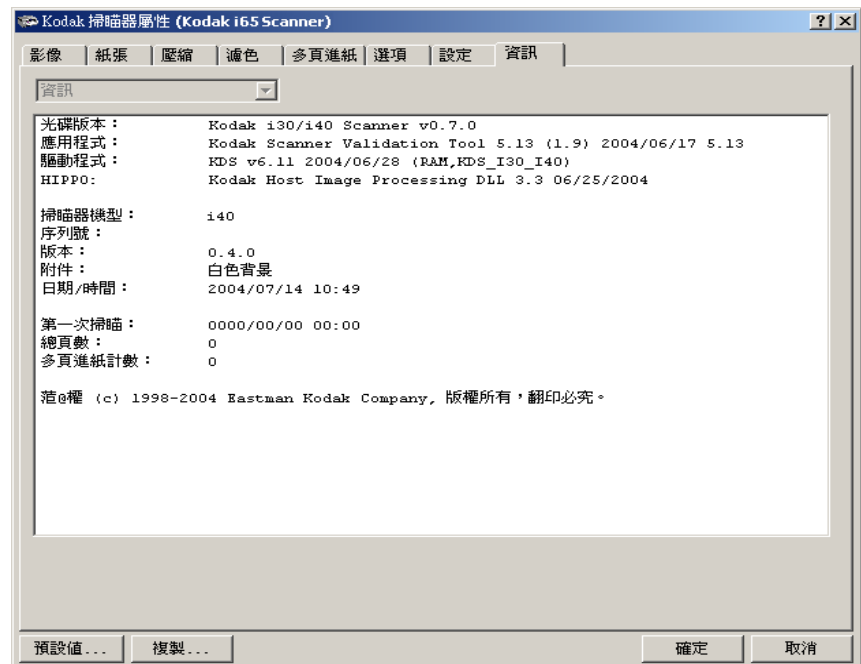 Kodak 掃瞄器屬性 (Kodak i65 Scanner)
影像 紙張 壓縮 濾色 多頁進紙 選項 設定 資訊
資訊
光碟版本： Kodak i30/i40 Scanner v0.7.0
應用程式： Kodak Scanner Validation Tool 5.13 (1.9) 2004/06/17 5.13
驅動程式： KDS v6.11 2004/06/28 (RAM,KDS_I30_I40)
HIPPO: Kodak Host Image Processing DLL 3.3 06/25/2004
掃瞄器機型： i40
序列號：
版本： 0.4.0
附件： 白色背景
日期/時間： 2004/07/14 10:49
第一次掃瞄： 0000/00/00 00:00
總頁數： 0
多頁進紙計數： 0
范@權 (c) 1998-2004 Eastman Kodak Company, 版權所有，翻印必究。
預設值... 複製... 確定 取消